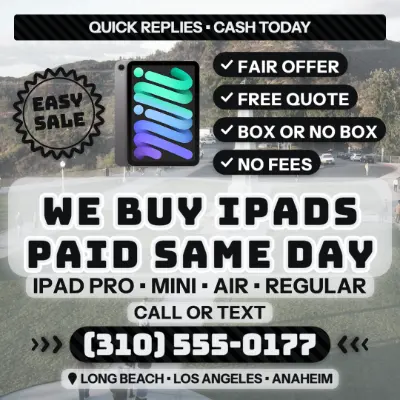 QUICK REPLIES • CASH TODAY
EASY
SALE
FAIR OFFER
FREE QUOTE
BOX OR NO BOX
NO FEES
WE BUY IPADS
PAID SAME DAY
IPAD PRO • MINI • AIR • REGULAR
CALL OR TEXT
(310) 555-0177
LONG BEACH • LOS ANGELES • ANAHEIM